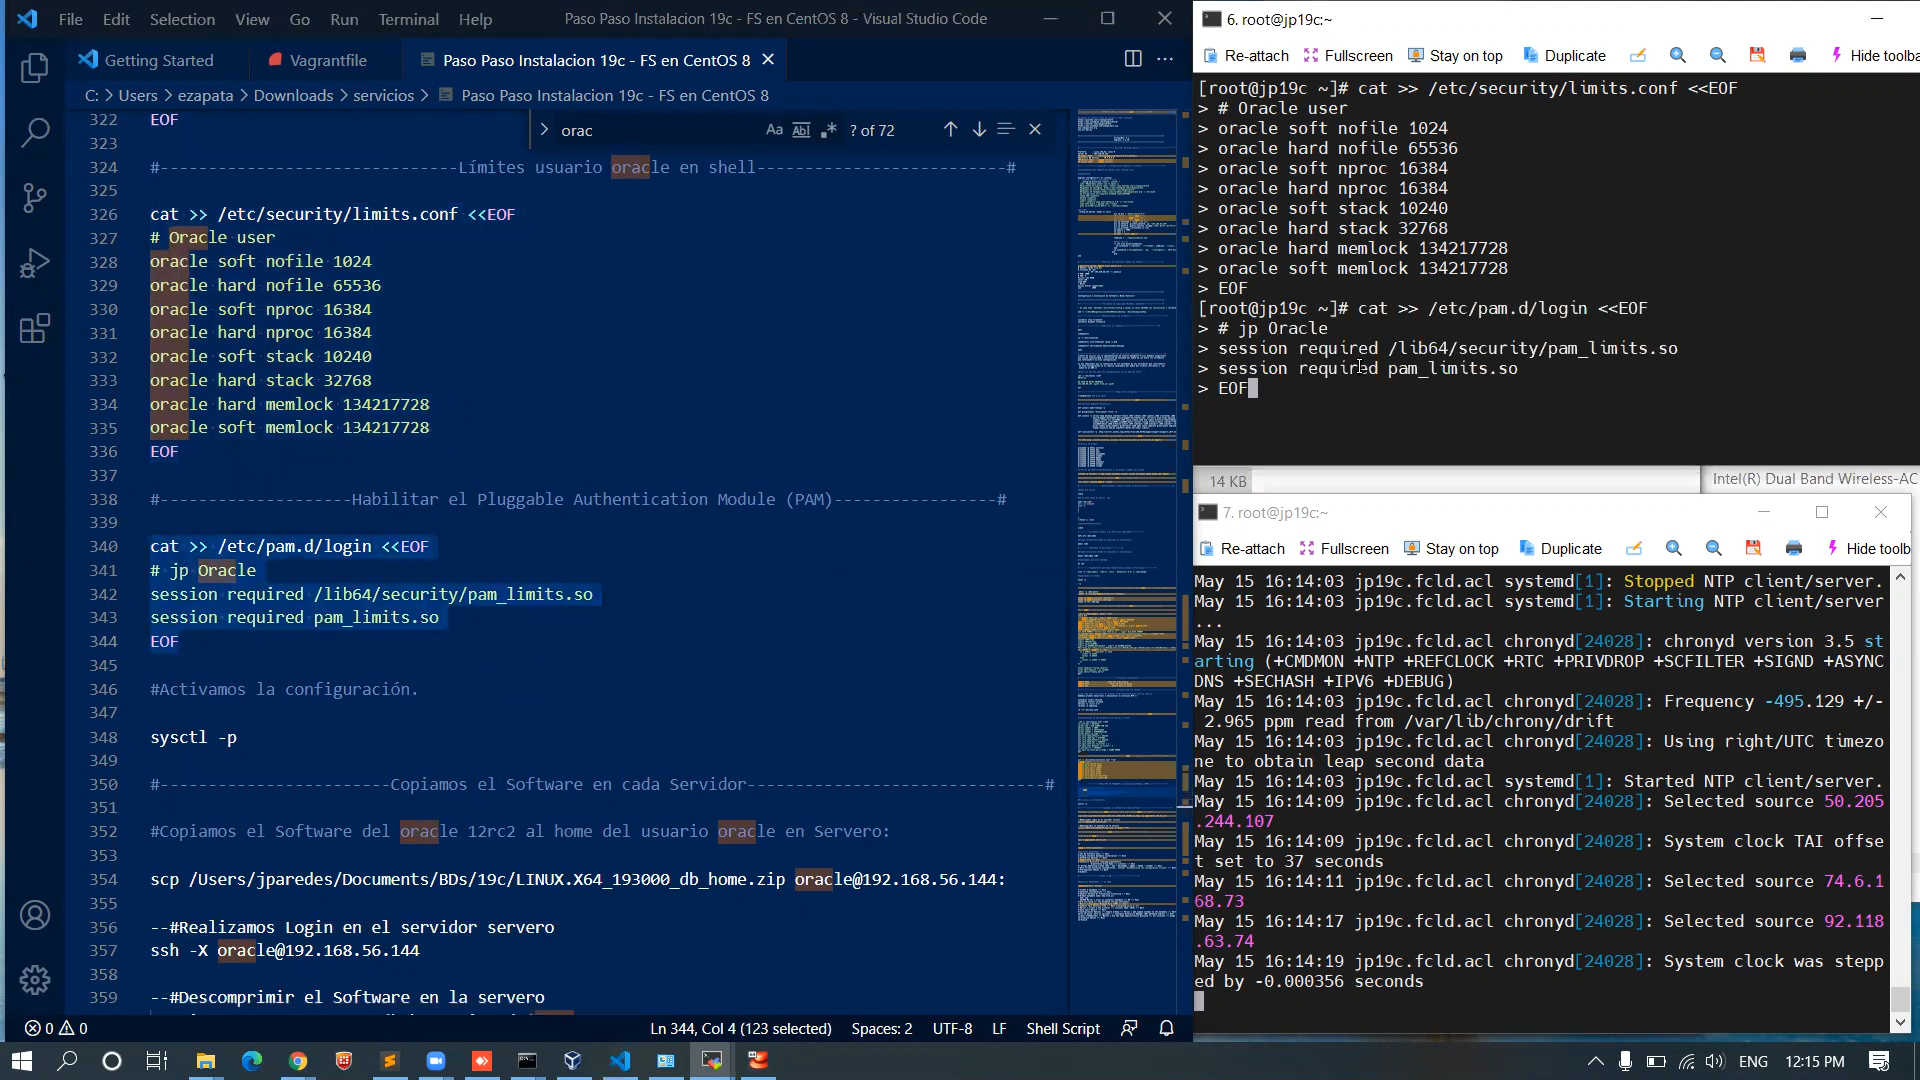 File Edit Selection View Go Run Terminal Help
Paso Paso Instalacion 19c - FS en CentOS 8 - Visual Studio Code
Getting Started
Vagrantfile
Paso Paso Instalacion 19c - FS en CentOS 8
C: > Users > ezapata > Downloads > servicios > Paso Paso Instalacion 19c - FS en CentOS 8
orac
Aa Abl .* ? of 72
322 EOF
323
324 #-------------------------------Límites usuario oracle en shell--------------------------#
325
326 cat >> /etc/security/limits.conf <<EOF
327 # Oracle user
328 oracle soft nofile 1024
329 oracle hard nofile 65536
330 oracle soft nproc 16384
331 oracle hard nproc 16384
332 oracle soft stack 10240
333 oracle hard stack 32768
334 oracle hard memlock 134217728
335 oracle soft memlock 134217728
336 EOF
337
338 #--------------------Habilitar el Pluggable Authentication Module (PAM)-----------------#
339
340 cat >> /etc/pam.d/login <<EOF
341 # jp Oracle
342 session required /lib64/security/pam_limits.so
343 session required pam_limits.so
344 EOF
345
346 #Activamos la configuración.
347
348 sysctl -p
349
350 #------------------------Copiamos el Software en cada Servidor-------------------------------#
351
352 #Copiamos el Software del oracle 12rc2 al home del usuario oracle en Servero:
353
354 scp /Users/jparedes/Documents/BDs/19c/LINUX.X64_193000_db_home.zip oracle@192.168.56.144:
355
356 --#Realizamos Login en el servidor servero
357 ssh -X oracle@192.168.56.144
358
359 --#Descomprimir el Software en la servero
0 0
Ln 344, Col 4 (123 selected) Spaces: 2 UTF-8 LF Shell Script
6. root@jp19c:~
Re-attach Fullscreen Stay on top Duplicate Hide toolba
[root@jp19c ~]# cat >> /etc/security/limits.conf <<EOF
> # Oracle user
> oracle soft nofile 1024
> oracle hard nofile 65536
> oracle soft nproc 16384
> oracle hard nproc 16384
> oracle soft stack 10240
> oracle hard stack 32768
> oracle hard memlock 134217728
> oracle soft memlock 134217728
> EOF
[root@jp19c ~]# cat >> /etc/pam.d/login <<EOF
> # jp Oracle
> session required /lib64/security/pam_limits.so
> session required pam_limits.so
> EOF
14 KB
Intel(R) Dual Band Wireless-AC
7. root@jp19c:~
Re-attach Fullscreen Stay on top Duplicate Hide toolb
May 15 16:14:03 jp19c.fcld.acl systemd[1]: Stopped NTP client/server.
May 15 16:14:03 jp19c.fcld.acl systemd[1]: Starting NTP client/server
...
May 15 16:14:03 jp19c.fcld.acl chronyd[24028]: chronyd version 3.5 st
arting (+CMDMON +NTP +REFCLOCK +RTC +PRIVDROP +SCFILTER +SIGND +ASYNC
DNS +SECHASH +IPV6 +DEBUG)
May 15 16:14:03 jp19c.fcld.acl chronyd[24028]: Frequency -495.129 +/-
2.965 ppm read from /var/lib/chrony/drift
May 15 16:14:03 jp19c.fcld.acl chronyd[24028]: Using right/UTC timezo
ne to obtain leap second data
May 15 16:14:03 jp19c.fcld.acl systemd[1]: Started NTP client/server.
May 15 16:14:09 jp19c.fcld.acl chronyd[24028]: Selected source 50.205
.244.107
May 15 16:14:09 jp19c.fcld.acl chronyd[24028]: System clock TAI offse
t set to 37 seconds
May 15 16:14:11 jp19c.fcld.acl chronyd[24028]: Selected source 74.6.1
68.73
May 15 16:14:17 jp19c.fcld.acl chronyd[24028]: Selected source 92.118
.63.74
May 15 16:14:19 jp19c.fcld.acl chronyd[24028]: System clock was stepp
ed by -0.000356 seconds
ENG 12:15 PM